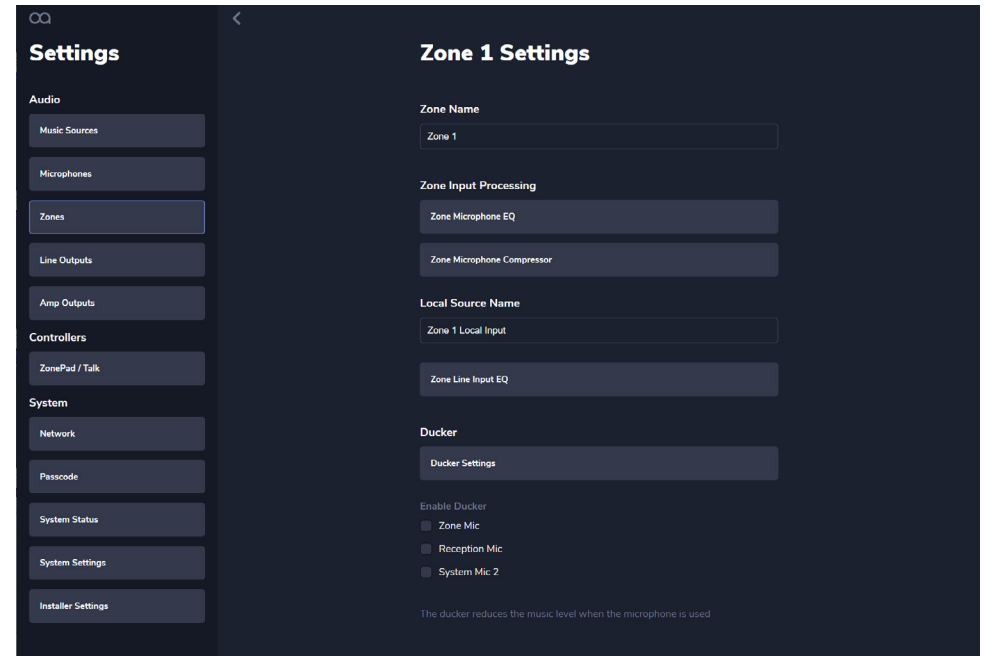 Settings
Audio
Music Sources
Microphones
Zones
Line Outputs
Amp Outputs
Controllers
ZonePad / Talk
System
Network
Passcode
System Status
System Settings
Installer Settings
Zone 1 Settings
Zone Name
Zone 1
Zone Input Processing
Zone Microphone EQ
Zone Microphone Compressor
Local Source Name
Zone 1 Local Input
Zone Line Input EQ
Ducker
Ducker Settings
Enable Ducker
Zone Mic
Reception Mic
System Mic 2
The ducker reduces the music level when the microphone is used